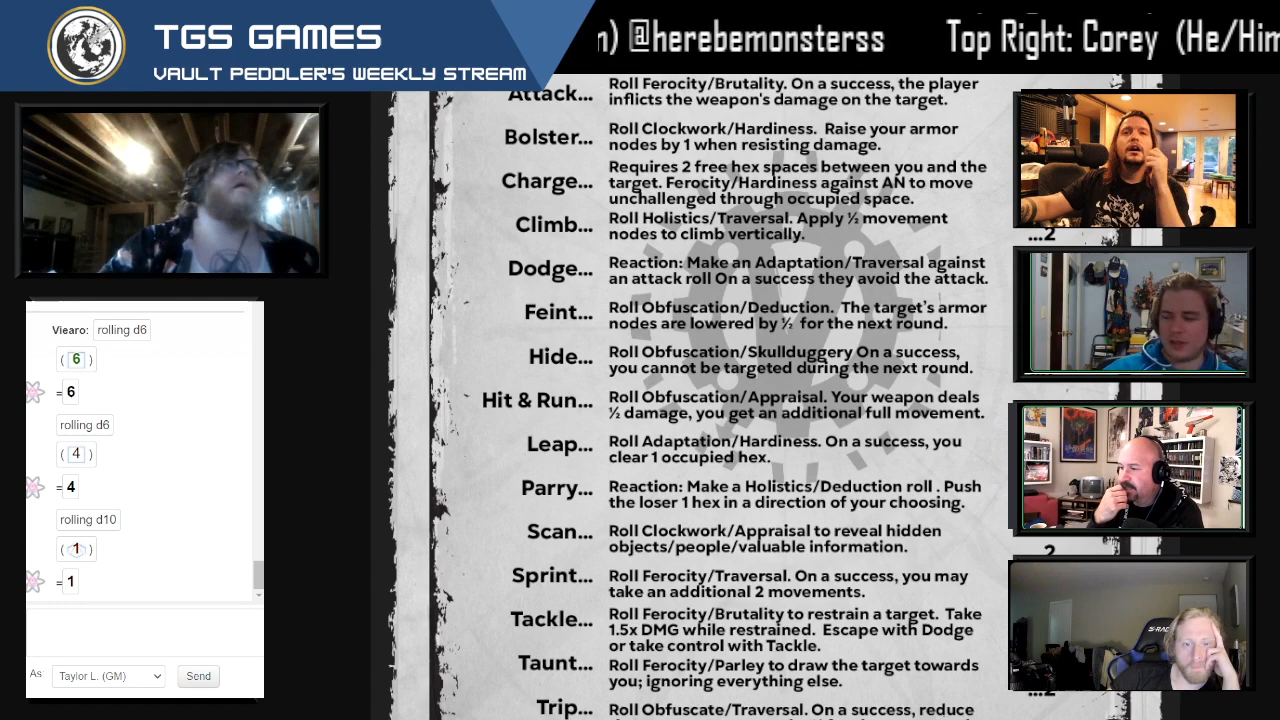 TGS GAMES
VAULT PEDDLER'S WEEKLY STREAM
n) @herebemonsterss Top Right: Corey (He/Him
Attack... Roll Ferocity/Brutality. On a success, the player
inflicts the weapon's damage on the target.
Bolster... Roll Clockwork/Hardiness. Raise your armor
nodes by 1 when resisting damage.
Charge... Requires 2 free hex spaces between you and the
target. Ferocity/Hardiness against AN to move
unchallenged through occupied space.
Climb... Roll Holistics/Traversal. Apply ½ movement
nodes to climb vertically.
...2
Dodge... Reaction: Make an Adaptation/Traversal against
an attack roll On a success they avoid the attack.
Feint... Roll Obfuscation/Deduction. The target's armor
nodes are lowered by ½ for the next round.
Hide... Roll Obfuscation/Skullduggery On a success,
you cannot be targeted during the next round.
Hit & Run... Roll Obfuscation/Appraisal. Your weapon deals
½ damage, you get an additional full movement.
Leap... Roll Adaptation/Hardiness. On a success, you
clear 1 occupied hex.
Parry... Reaction: Make a Holistics/Deduction roll . Push
the loser 1 hex in a direction of your choosing.
Scan... Roll Clockwork/Appraisal to reveal hidden
objects/people/valuable information.
2
Sprint... Roll Ferocity/Traversal. On a success, you may
take an additional 2 movements.
Tackle... Roll Ferocity/Brutality to restrain a target. Take
1.5x DMG while restrained. Escape with Dodge
or take control with Tackle.
Taunt... Roll Ferocity/Parley to draw the target towards
you; ignoring everything else.
...2
Trip... Roll Obfuscate/Traversal. On a success, reduce
Viearo: rolling d6
( 6 )
= 6
rolling d6
( 4 )
= 4
rolling d10
( 1 )
= 1
As: Taylor L. (GM) Send